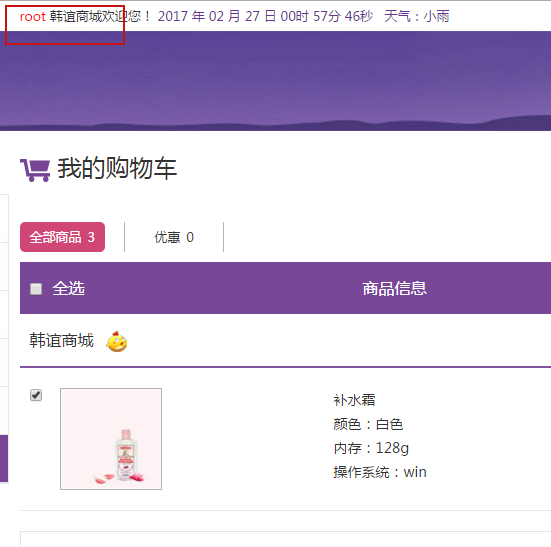 root 韩谊商城欢迎您！ 2017 年 02 月 27 日 00时 57分 46秒 天气：小雨
我的购物车
全部商品 3 优惠 0
全选 商品信息
韩谊商城
补水霜
颜色：白色
内存：128g
操作系统：win